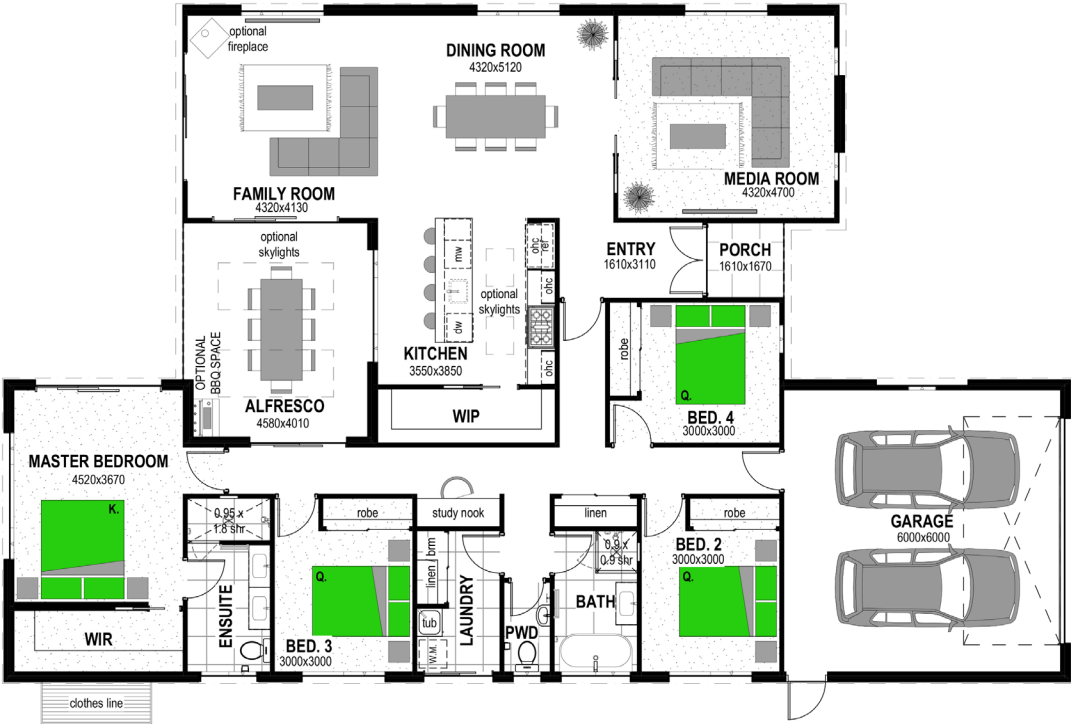 optional
fireplace
DINING ROOM
4320x5120
MEDIA ROOM
4320x4700
FAMILY ROOM
4320x4130
optional
skylights
mw
ohc
ref
ENTRY
1610x3110
PORCH
1610x1670
optional
skylights
ohc
dw
KITCHEN
3550x3850
ohc
robe
OPTIONAL
BBQ SPACE
Q.
ALFRESCO
4580x4010
WIP
BED. 4
3000x3000
MASTER BEDROOM
4520x3670
K.
0.95 x
1.8 shr
robe
study nook
linen
robe
GARAGE
6000x6000
0.9 x
0.9 shr
BED. 2
3000x3000
Q.
Q.
linen / brm
LAUNDRY
BATH
ENSUITE
tub
PWD
WIR
BED. 3
3000x3000
W.M.
clothes line